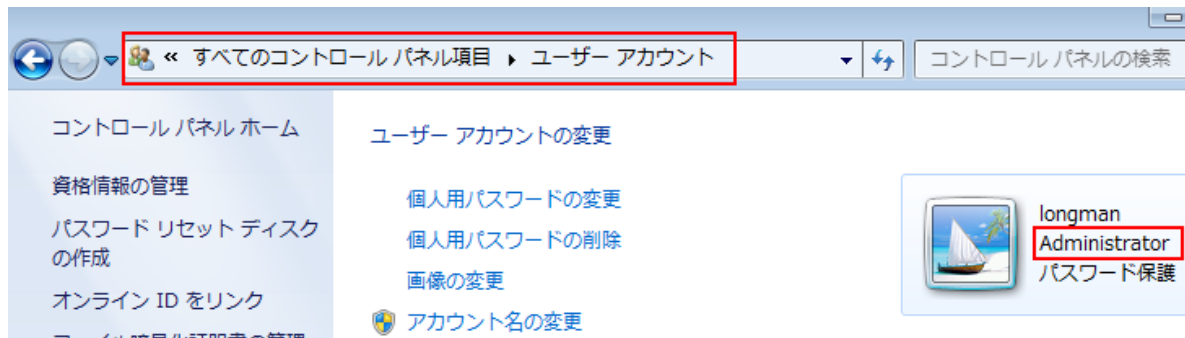 « すべてのコントロール パネル項目 ▸ ユーザー アカウント
コントロール パネルの検索
コントロール パネル ホーム
資格情報の管理
パスワード リセット ディスク
の作成
オンライン ID をリンク
ユーザー アカウントの変更
個人用パスワードの変更
個人用パスワードの削除
画像の変更
アカウント名の変更
longman
Administrator
パスワード保護